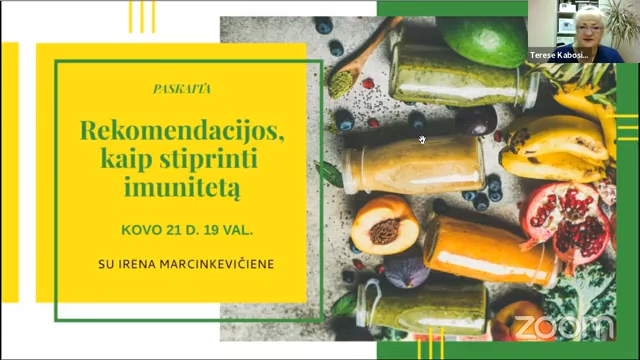 Terese Kabosi...
PASKAITA
Rekomendacijos,
kaip stiprinti
imunitetą
KOVO 21 D. 19 VAL.
SU IRENA MARCINKEVIČIENE
zoom